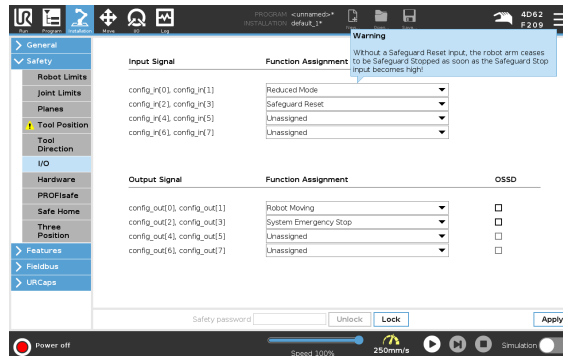 PROGRAM <unnamed>*
INSTALLATION default_1*
4D62
F209
Run Program Installation Move I/O Log
Warning
Without a Safeguard Reset input, the robot arm ceases
to be Safeguard Stopped as soon as the Safeguard Stop
input becomes high!
General
Safety
Robot Limits
Joint Limits
Planes
Tool Position
Tool
Direction
I/O
Hardware
PROFIsafe
Safe Home
Three
Position
Features
Fieldbus
URCaps
Input Signal Function Assignment
config_in[0], config_in[1] Reduced Mode
config_in[2], config_in[3] Safeguard Reset
config_in[4], config_in[5] Unassigned
config_in[6], config_in[7] Unassigned
Output Signal Function Assignment OSSD
config_out[0], config_out[1] Robot Moving
config_out[2], config_out[3] System Emergency Stop
config_out[4], config_out[5] Unassigned
config_out[6], config_out[7] Unassigned
Safety password Unlock Lock Apply
Power off
Speed 100%
250mm/s
Simulation